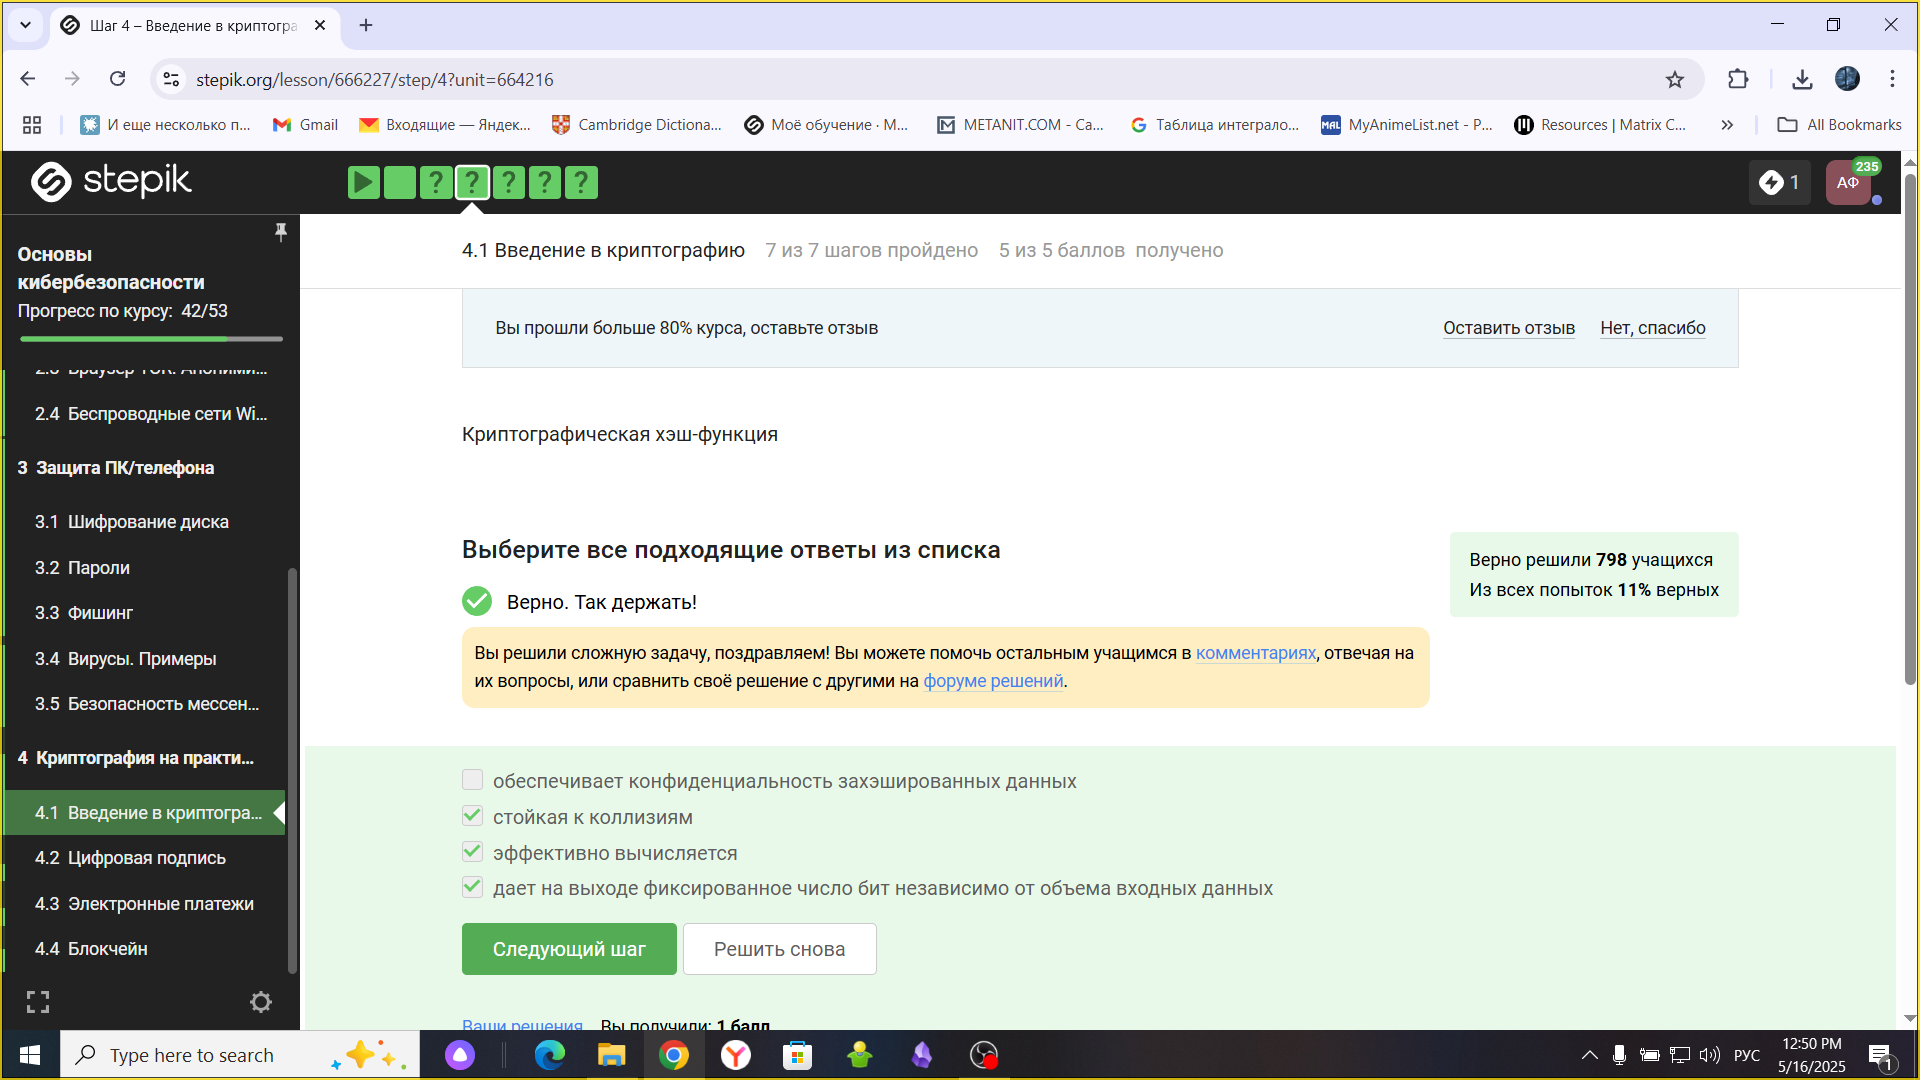 Шаг 4 – Введение в криптогра
stepik.org/lesson/666227/step/4?unit=664216
И еще несколько п...
Gmail
Входящие — Яндек...
Cambridge Dictiona...
Моё обучение · M...
METANIT.COM - Ca...
Таблица интеграло...
MAL
MyAnimeList.net - P...
Resources | Matrix C...
All Bookmarks
stepik
? ? ? ? ?
1
АФ
235
Основы
кибербезопасности
Прогресс по курсу: 42/53
2.4 Беспроводные сети Wi...
3 Защита ПК/телефона
3.1 Шифрование диска
3.2 Пароли
3.3 Фишинг
3.4 Вирусы. Примеры
3.5 Безопасность мессен...
4 Криптография на практи...
4.1 Введение в криптогра...
4.2 Цифровая подпись
4.3 Электронные платежи
4.4 Блокчейн
4.1 Введение в криптографию 7 из 7 шагов пройдено 5 из 5 баллов получено
Вы прошли больше 80% курса, оставьте отзыв
Оставить отзыв
Нет, спасибо
Криптографическая хэш-функция
Выберите все подходящие ответы из списка
Верно. Так держать!
Верно решили 798 учащихся
Из всех попыток 11% верных
Вы решили сложную задачу, поздравляем! Вы можете помочь остальным учащимся в комментариях, отвечая на
их вопросы, или сравнить своё решение с другими на форуме решений.
обеспечивает конфиденциальность захэшированных данных
стойкая к коллизиям
эффективно вычисляется
дает на выходе фиксированное число бит независимо от объема входных данных
Следующий шаг
Решить снова
Ваши решения Вы получили: 1 балл
Type here to search
РУС
12:50 PM
5/16/2025
1